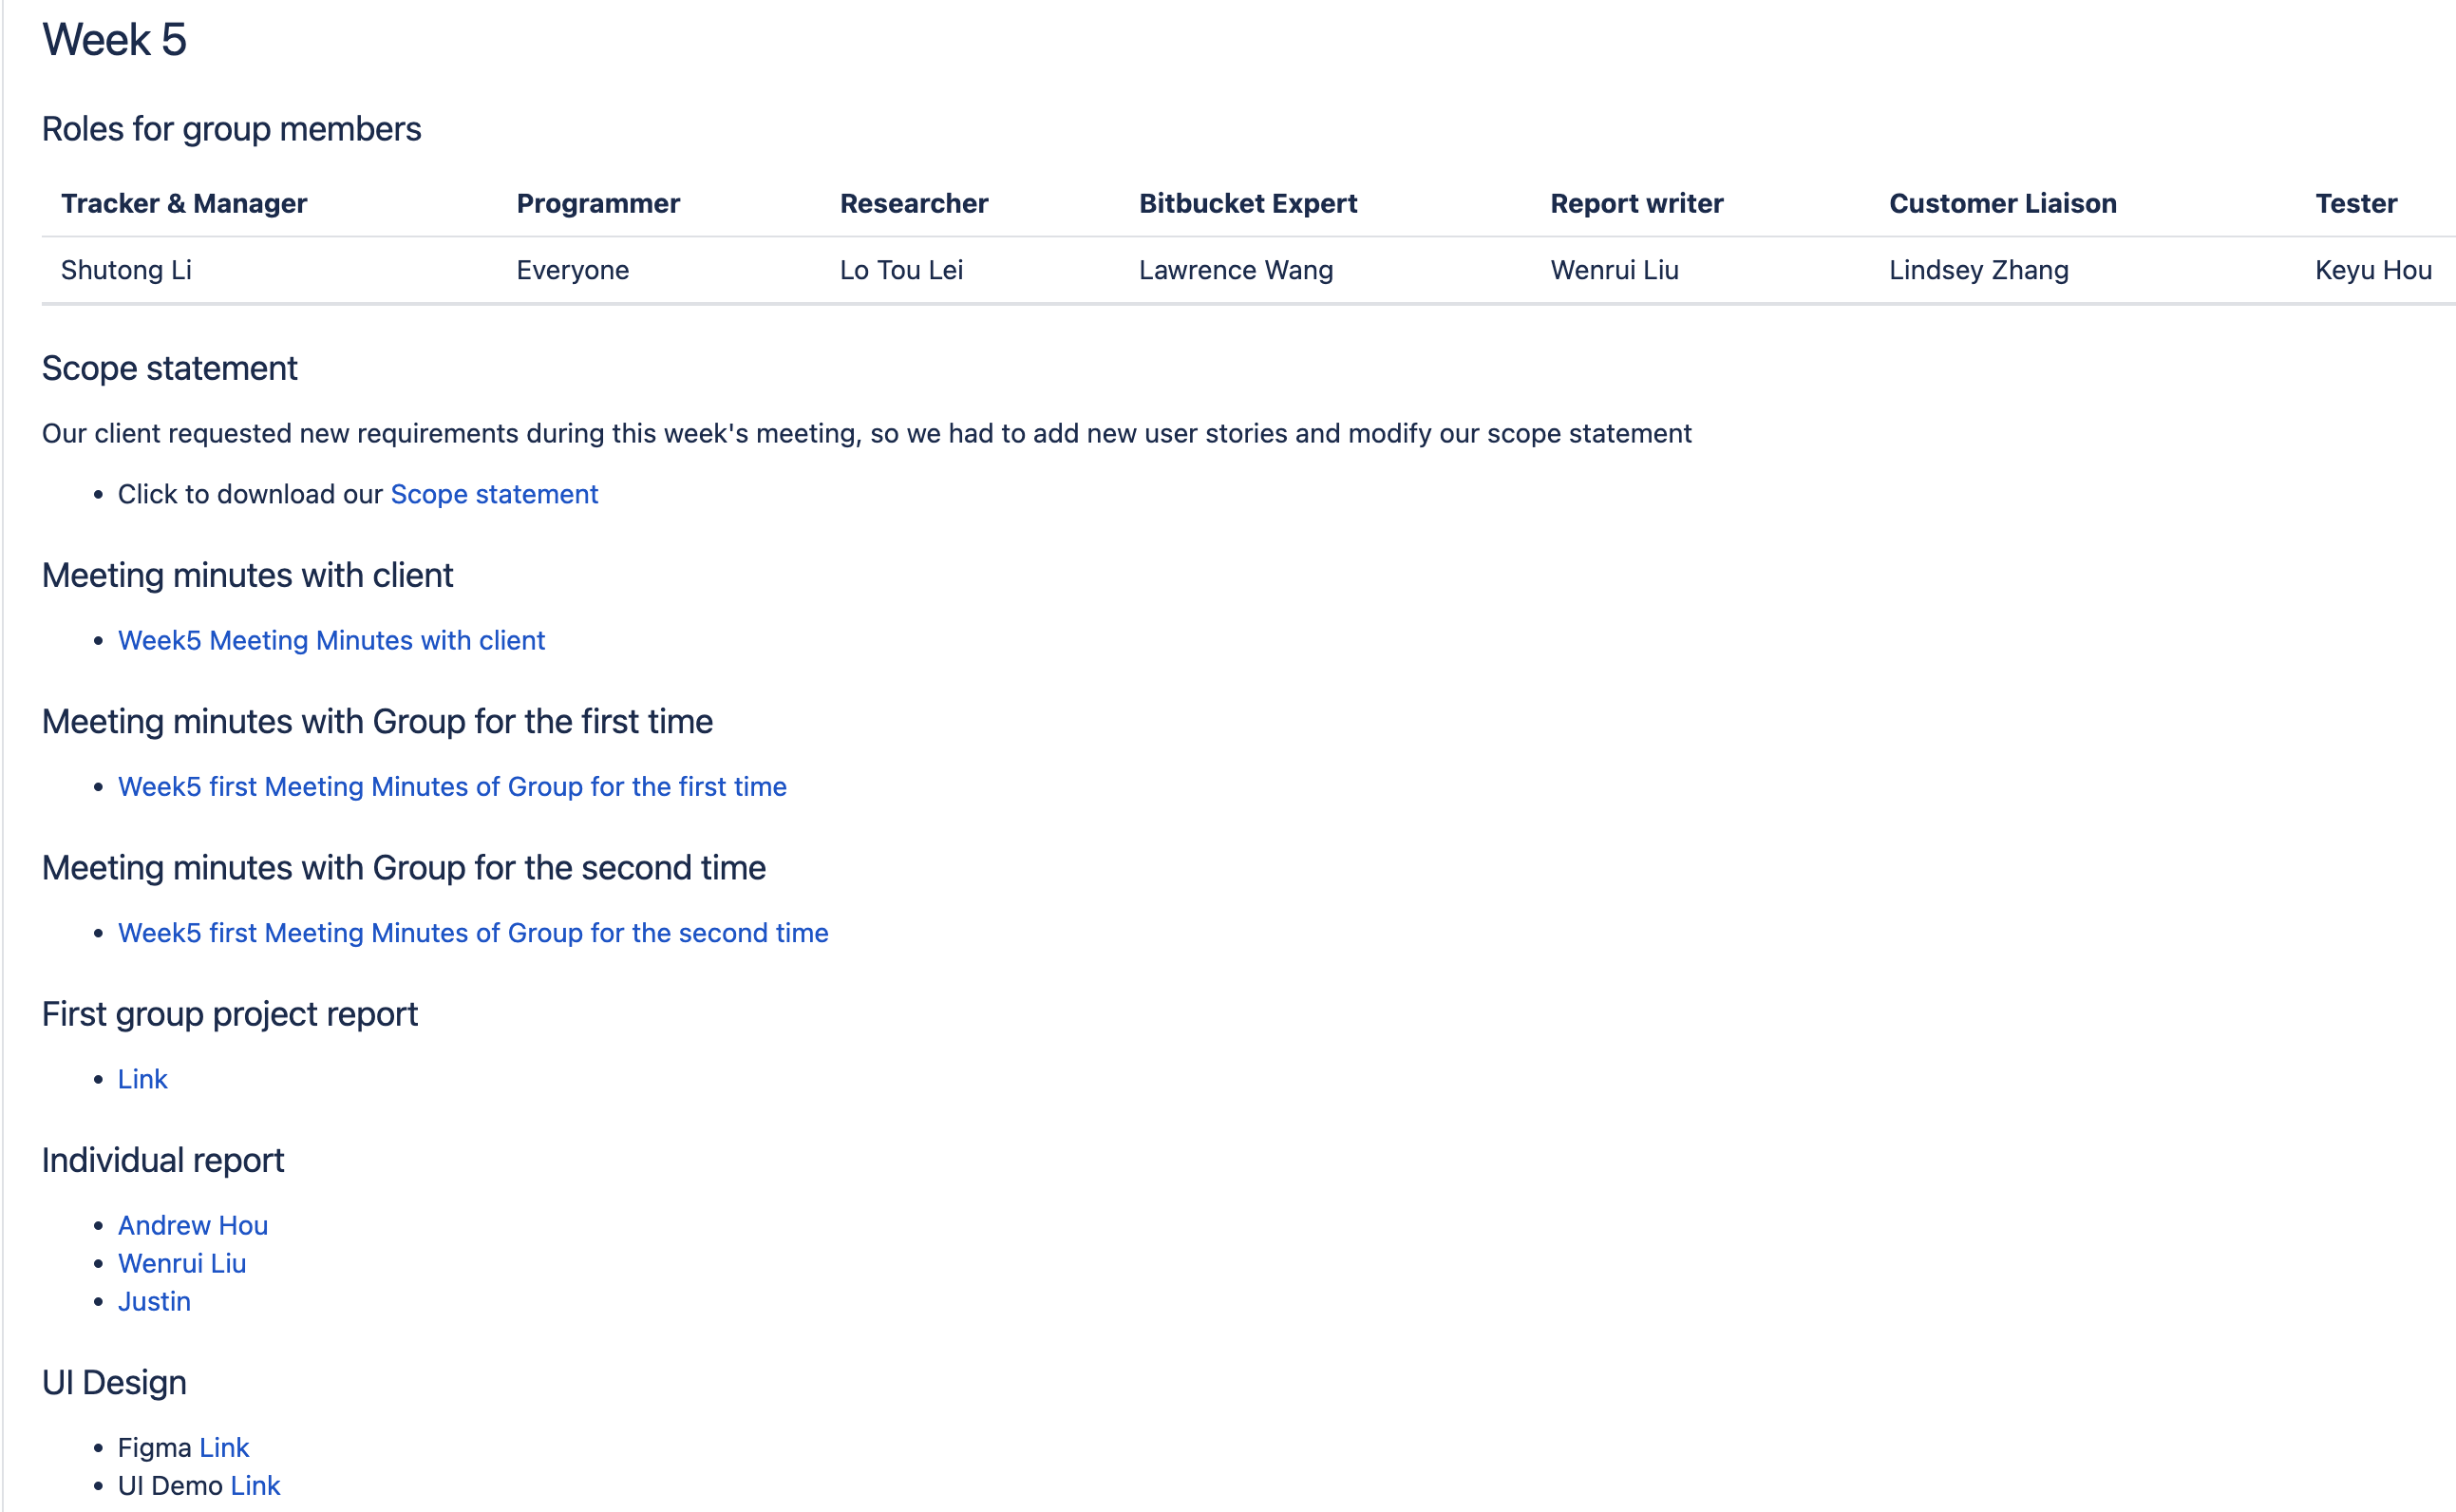 Week 5
Roles for group members
Tracker & Manager Programmer Researcher Bitbucket Expert Report writer Customer Liaison Tester
Shutong Li Everyone Lo Tou Lei Lawrence Wang Wenrui Liu Lindsey Zhang Keyu Hou
Scope statement
Our client requested new requirements during this week's meeting, so we had to add new user stories and modify our scope statement
• Click to download our Scope statement
Meeting minutes with client
• Week5 Meeting Minutes with client
Meeting minutes with Group for the first time
• Week5 first Meeting Minutes of Group for the first time
Meeting minutes with Group for the second time
• Week5 first Meeting Minutes of Group for the second time
First group project report
• Link
Individual report
• Andrew Hou
• Wenrui Liu
• Justin
UI Design
• Figma Link
• UI Demo Link